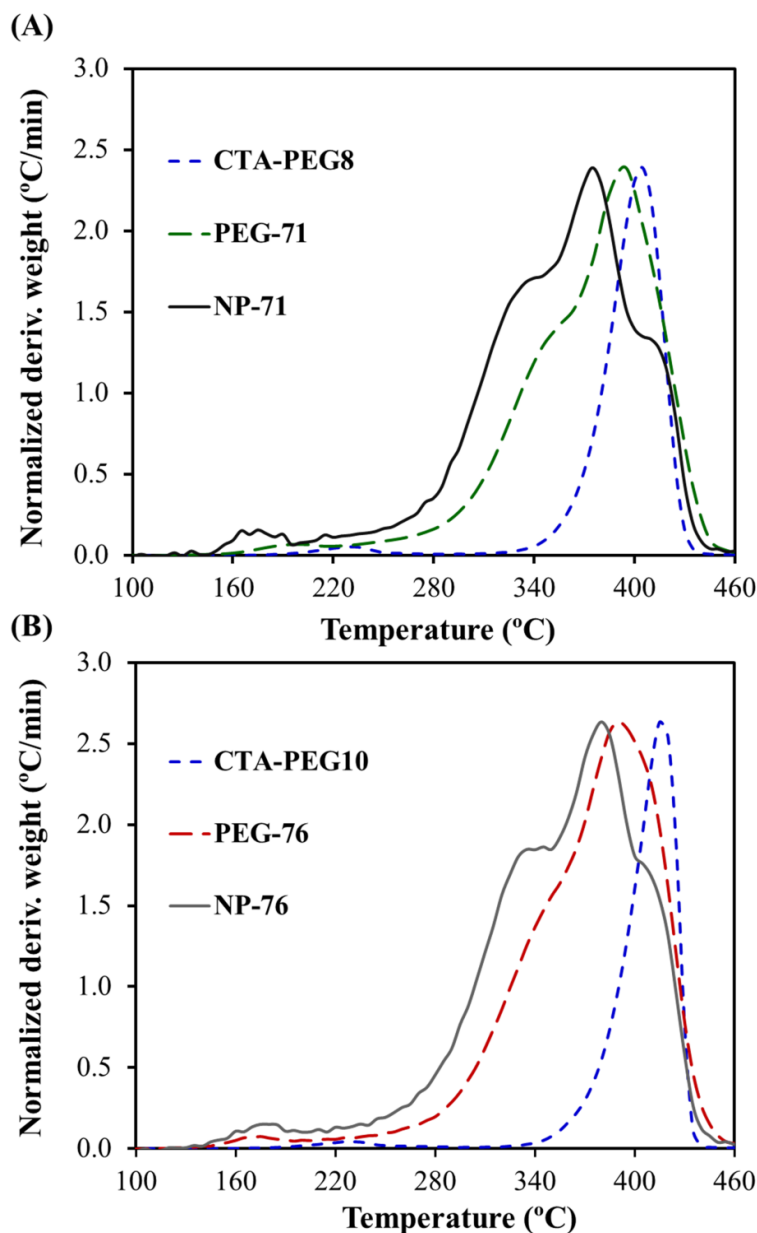 (A)
3.0
2.5
2.0
1.5
1.0
0.5
0.0
Normalized deriv. weight (ºC/min)
CTA-PEG8
PEG-71
NP-71
100 160 220 280 340 400 460
Temperature (ºC)
(B)
3.0
2.5
2.0
1.5
1.0
0.5
0.0
Normalized deriv. weight (ºC/min)
CTA-PEG10
PEG-76
NP-76
100 160 220 280 340 400 460
Temperature (ºC)